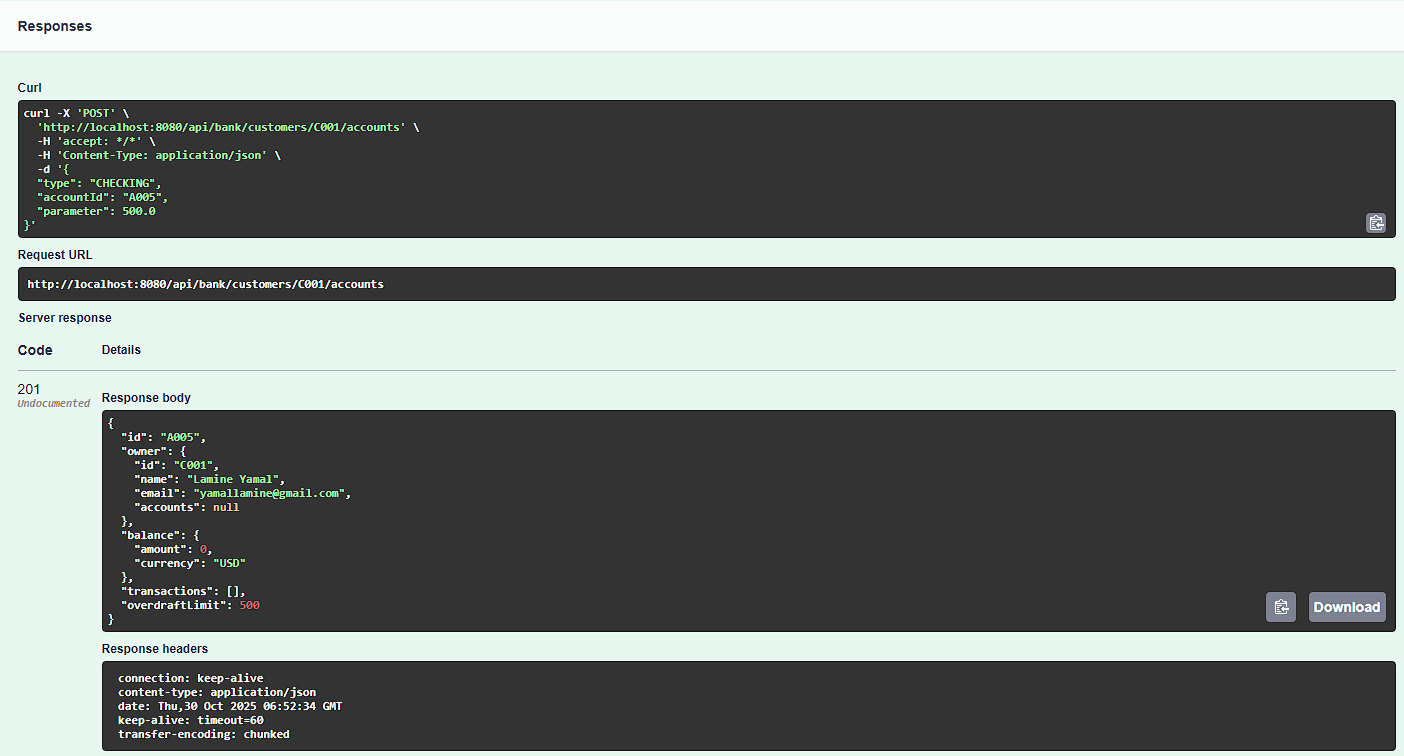 Responses
Curl
curl -X 'POST' \
  'http://localhost:8080/api/bank/customers/C001/accounts' \
  -H 'accept: */*' \
  -H 'Content-Type: application/json' \
  -d '{
  "type": "CHECKING",
  "accountId": "A005",
  "parameter": 500.0
}'
Request URL
http://localhost:8080/api/bank/customers/C001/accounts
Server response
Code Details
201
Undocumented
Response body
{
  "id": "A005",
  "owner": {
    "id": "C001",
    "name": "Lamine Yamal",
    "email": "yamallamine@gmail.com",
    "accounts": null
  },
  "balance": {
    "amount": 0,
    "currency": "USD"
  },
  "transactions": [],
  "overdraftLimit": 500
}
Download
Response headers
connection: keep-alive
content-type: application/json
date: Thu,30 Oct 2025 06:52:34 GMT
keep-alive: timeout=60
transfer-encoding: chunked